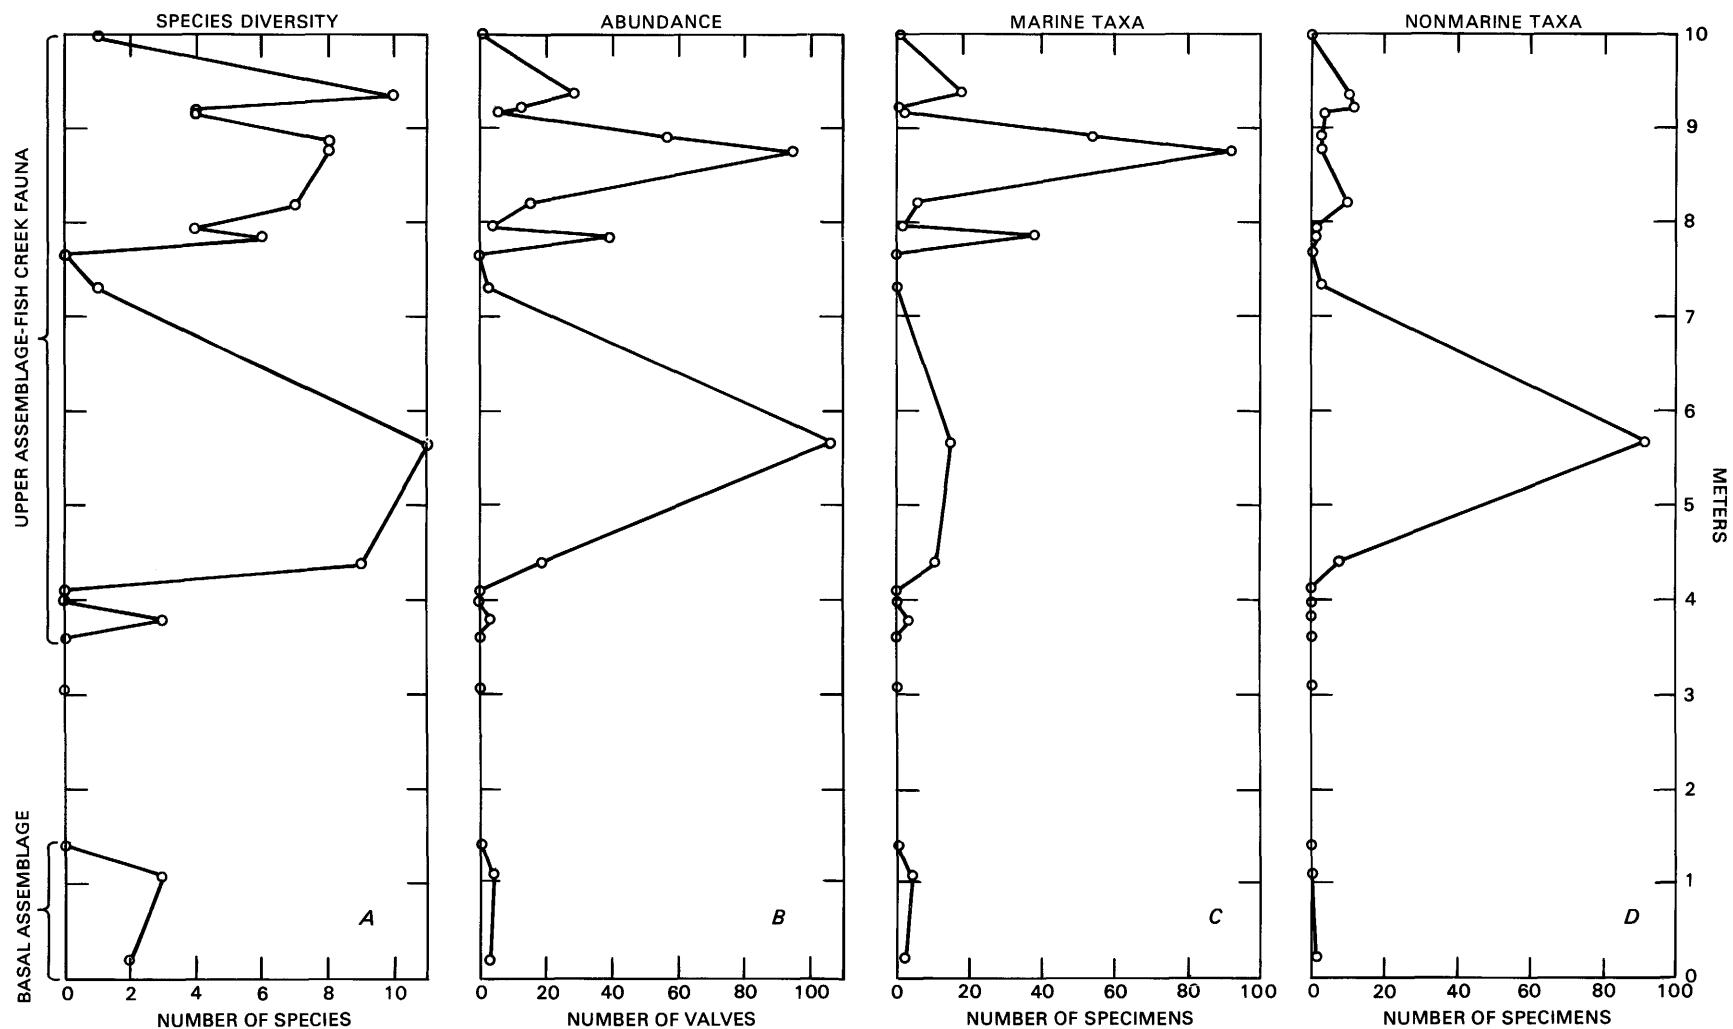 SPECIES DIVERSITY
ABUNDANCE
MARINE TAXA
NONMARINE TAXA
UPPER ASSEMBLAGE-FISH CREEK FAUNA
BASAL ASSEMBLAGE
A
B
C
D
10
9
8
7
6
5
4
3
2
1
0
METERS
0 2 4 6 8 10
0 20 40 60 80 100
0 20 40 60 80 100
0 20 40 60 80 100
NUMBER OF SPECIES
NUMBER OF VALVES
NUMBER OF SPECIMENS
NUMBER OF SPECIMENS